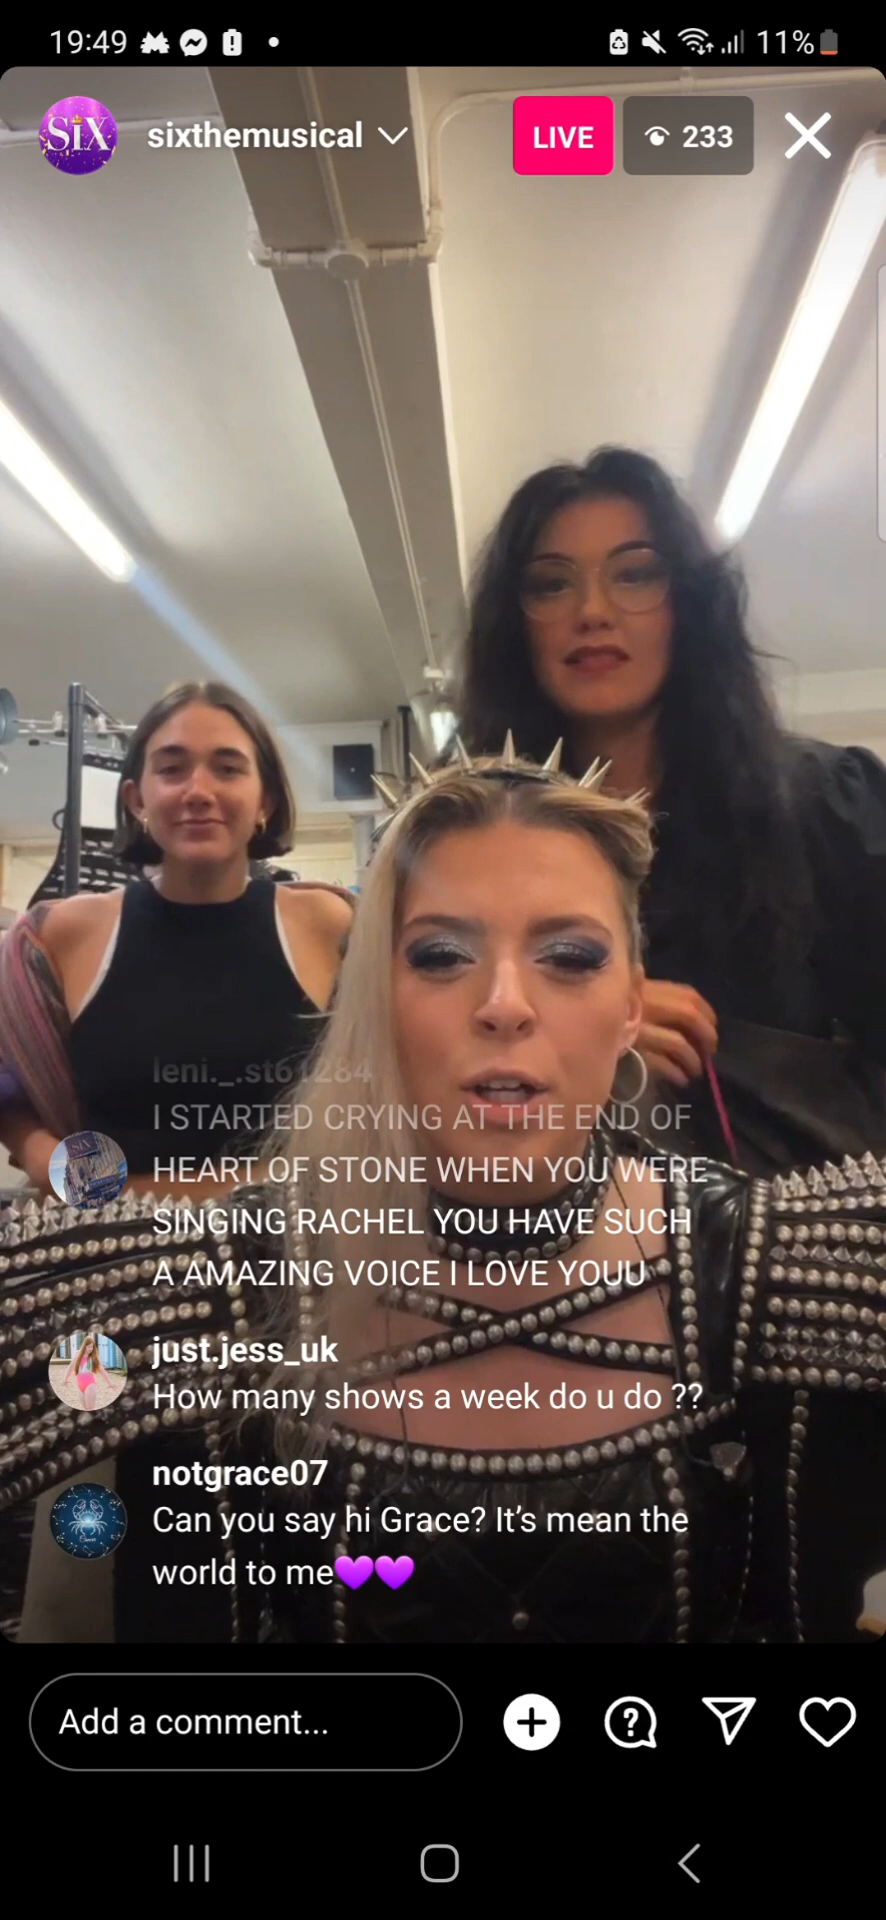 19:49
11%
SIX
sixthemusical
LIVE
233
leni._.st61284
I STARTED CRYING AT THE END OF
HEART OF STONE WHEN YOU WERE
SINGING RACHEL YOU HAVE SUCH
A AMAZING VOICE I LOVE YOUU
just.jess_uk
How many shows a week do u do ??
notgrace07
Can you say hi Grace? It’s mean the
world to me💜💜
Add a comment...